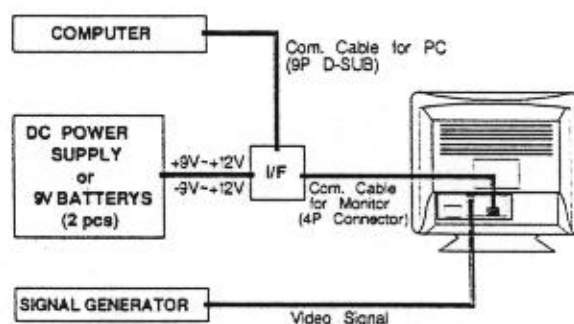 COMPUTER
Com. Cable for PC
(9P D-SUB)
DC POWER
SUPPLY
or
9V BATTERYS
(2 pcs)
+9V~+12V
-9V~+12V
I/F
Com. Cable
for Monitor
(4P Connector)
SIGNAL GENERATOR
Video Signal